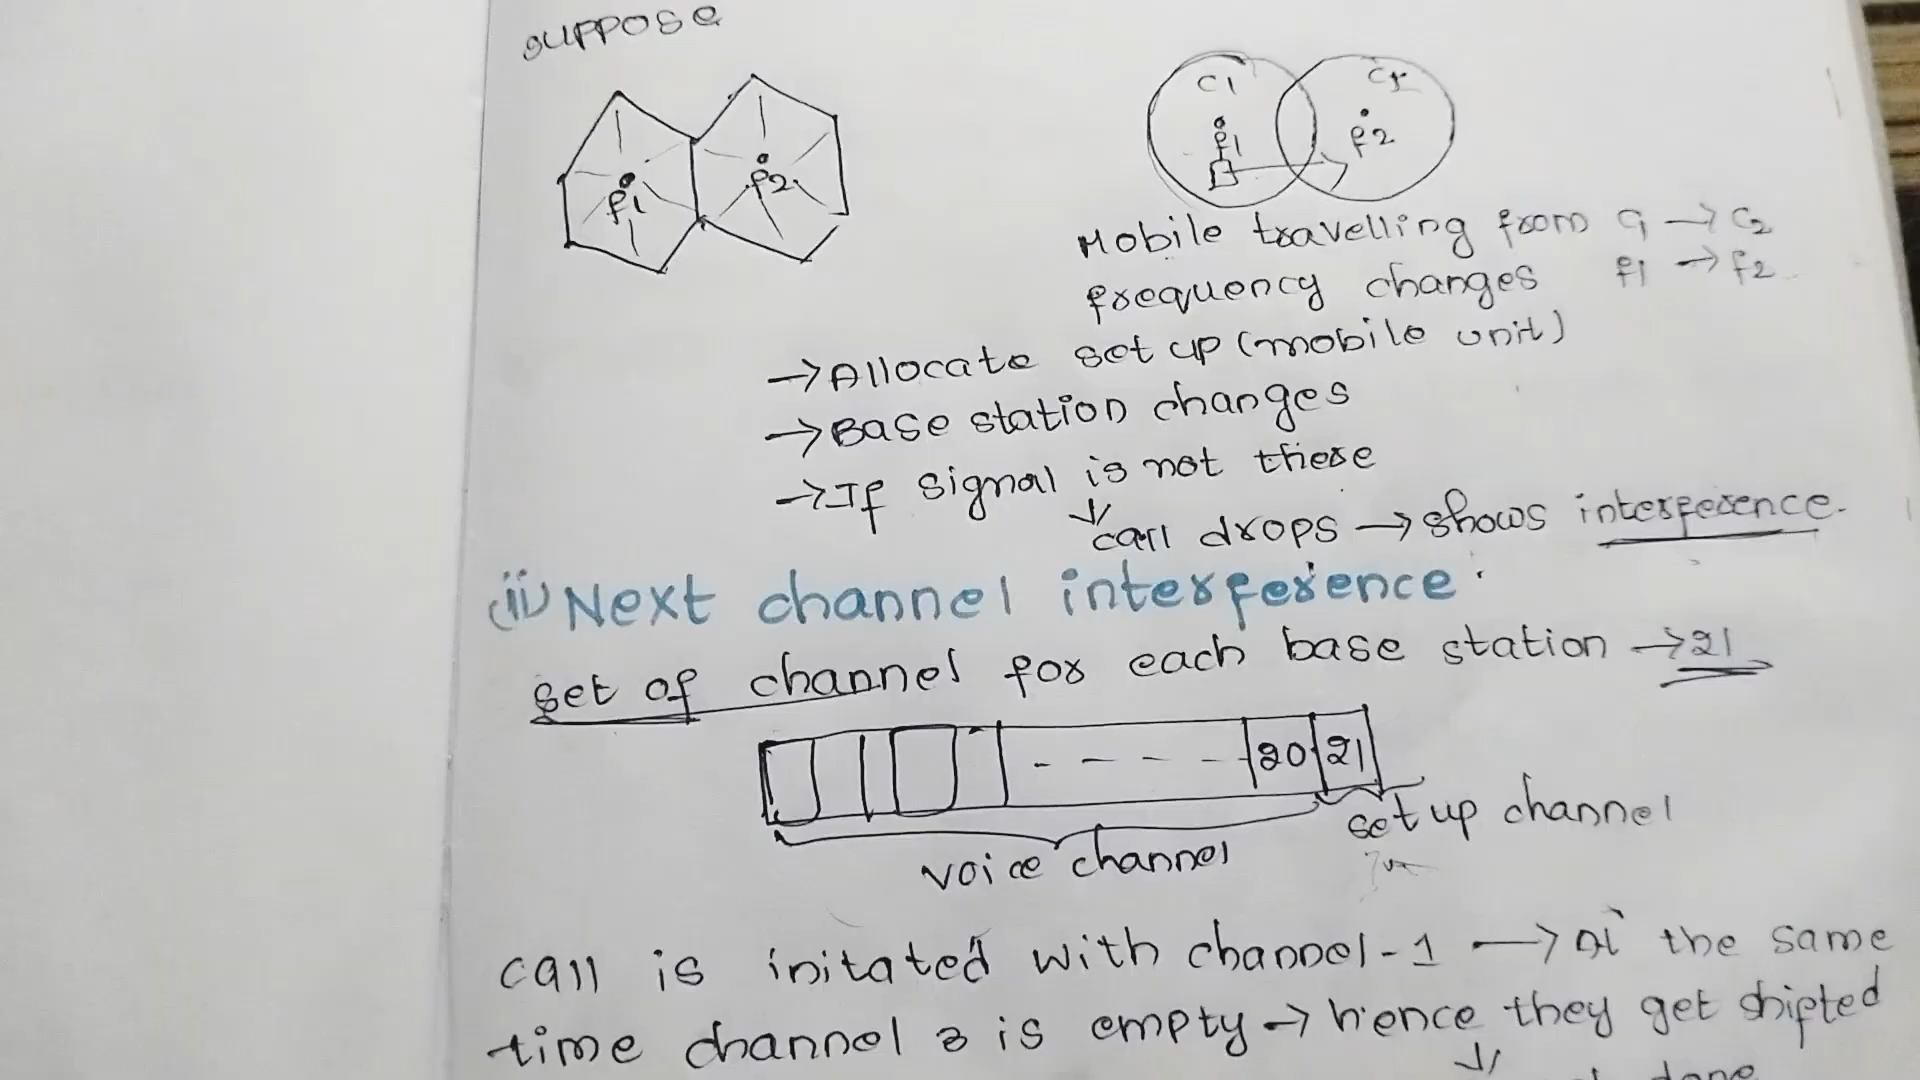 suppose
f1
f2
C1
C2
f1
f2
Mobile travelling from C1 → C2
frequency changes f1 → f2
→ Allocate set up (mobile unit)
→ Base station changes
→ If signal is not there
↓
call drops → shows interference.
(ii) Next channel interference:
set of channel for each base station → 21
- - - - 20 21
set up channel
voice channel
call is initated with channel-1 → At the same
time channel 3 is empty → hence they get shifted
↓